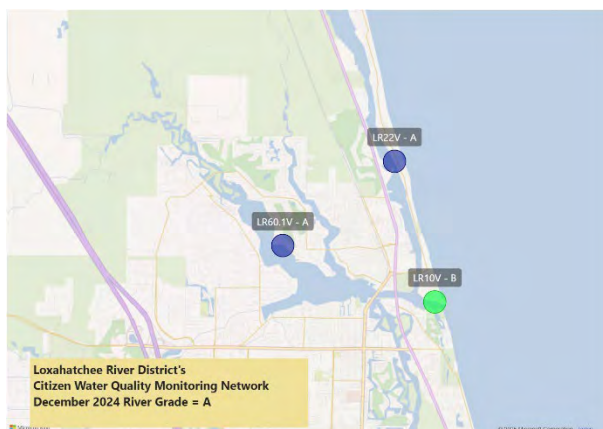 LR22V - A
LR60.1V - A
LR10V - B
Loxahatchee River District's
Citizen Water Quality Monitoring Network
December 2024 River Grade = A